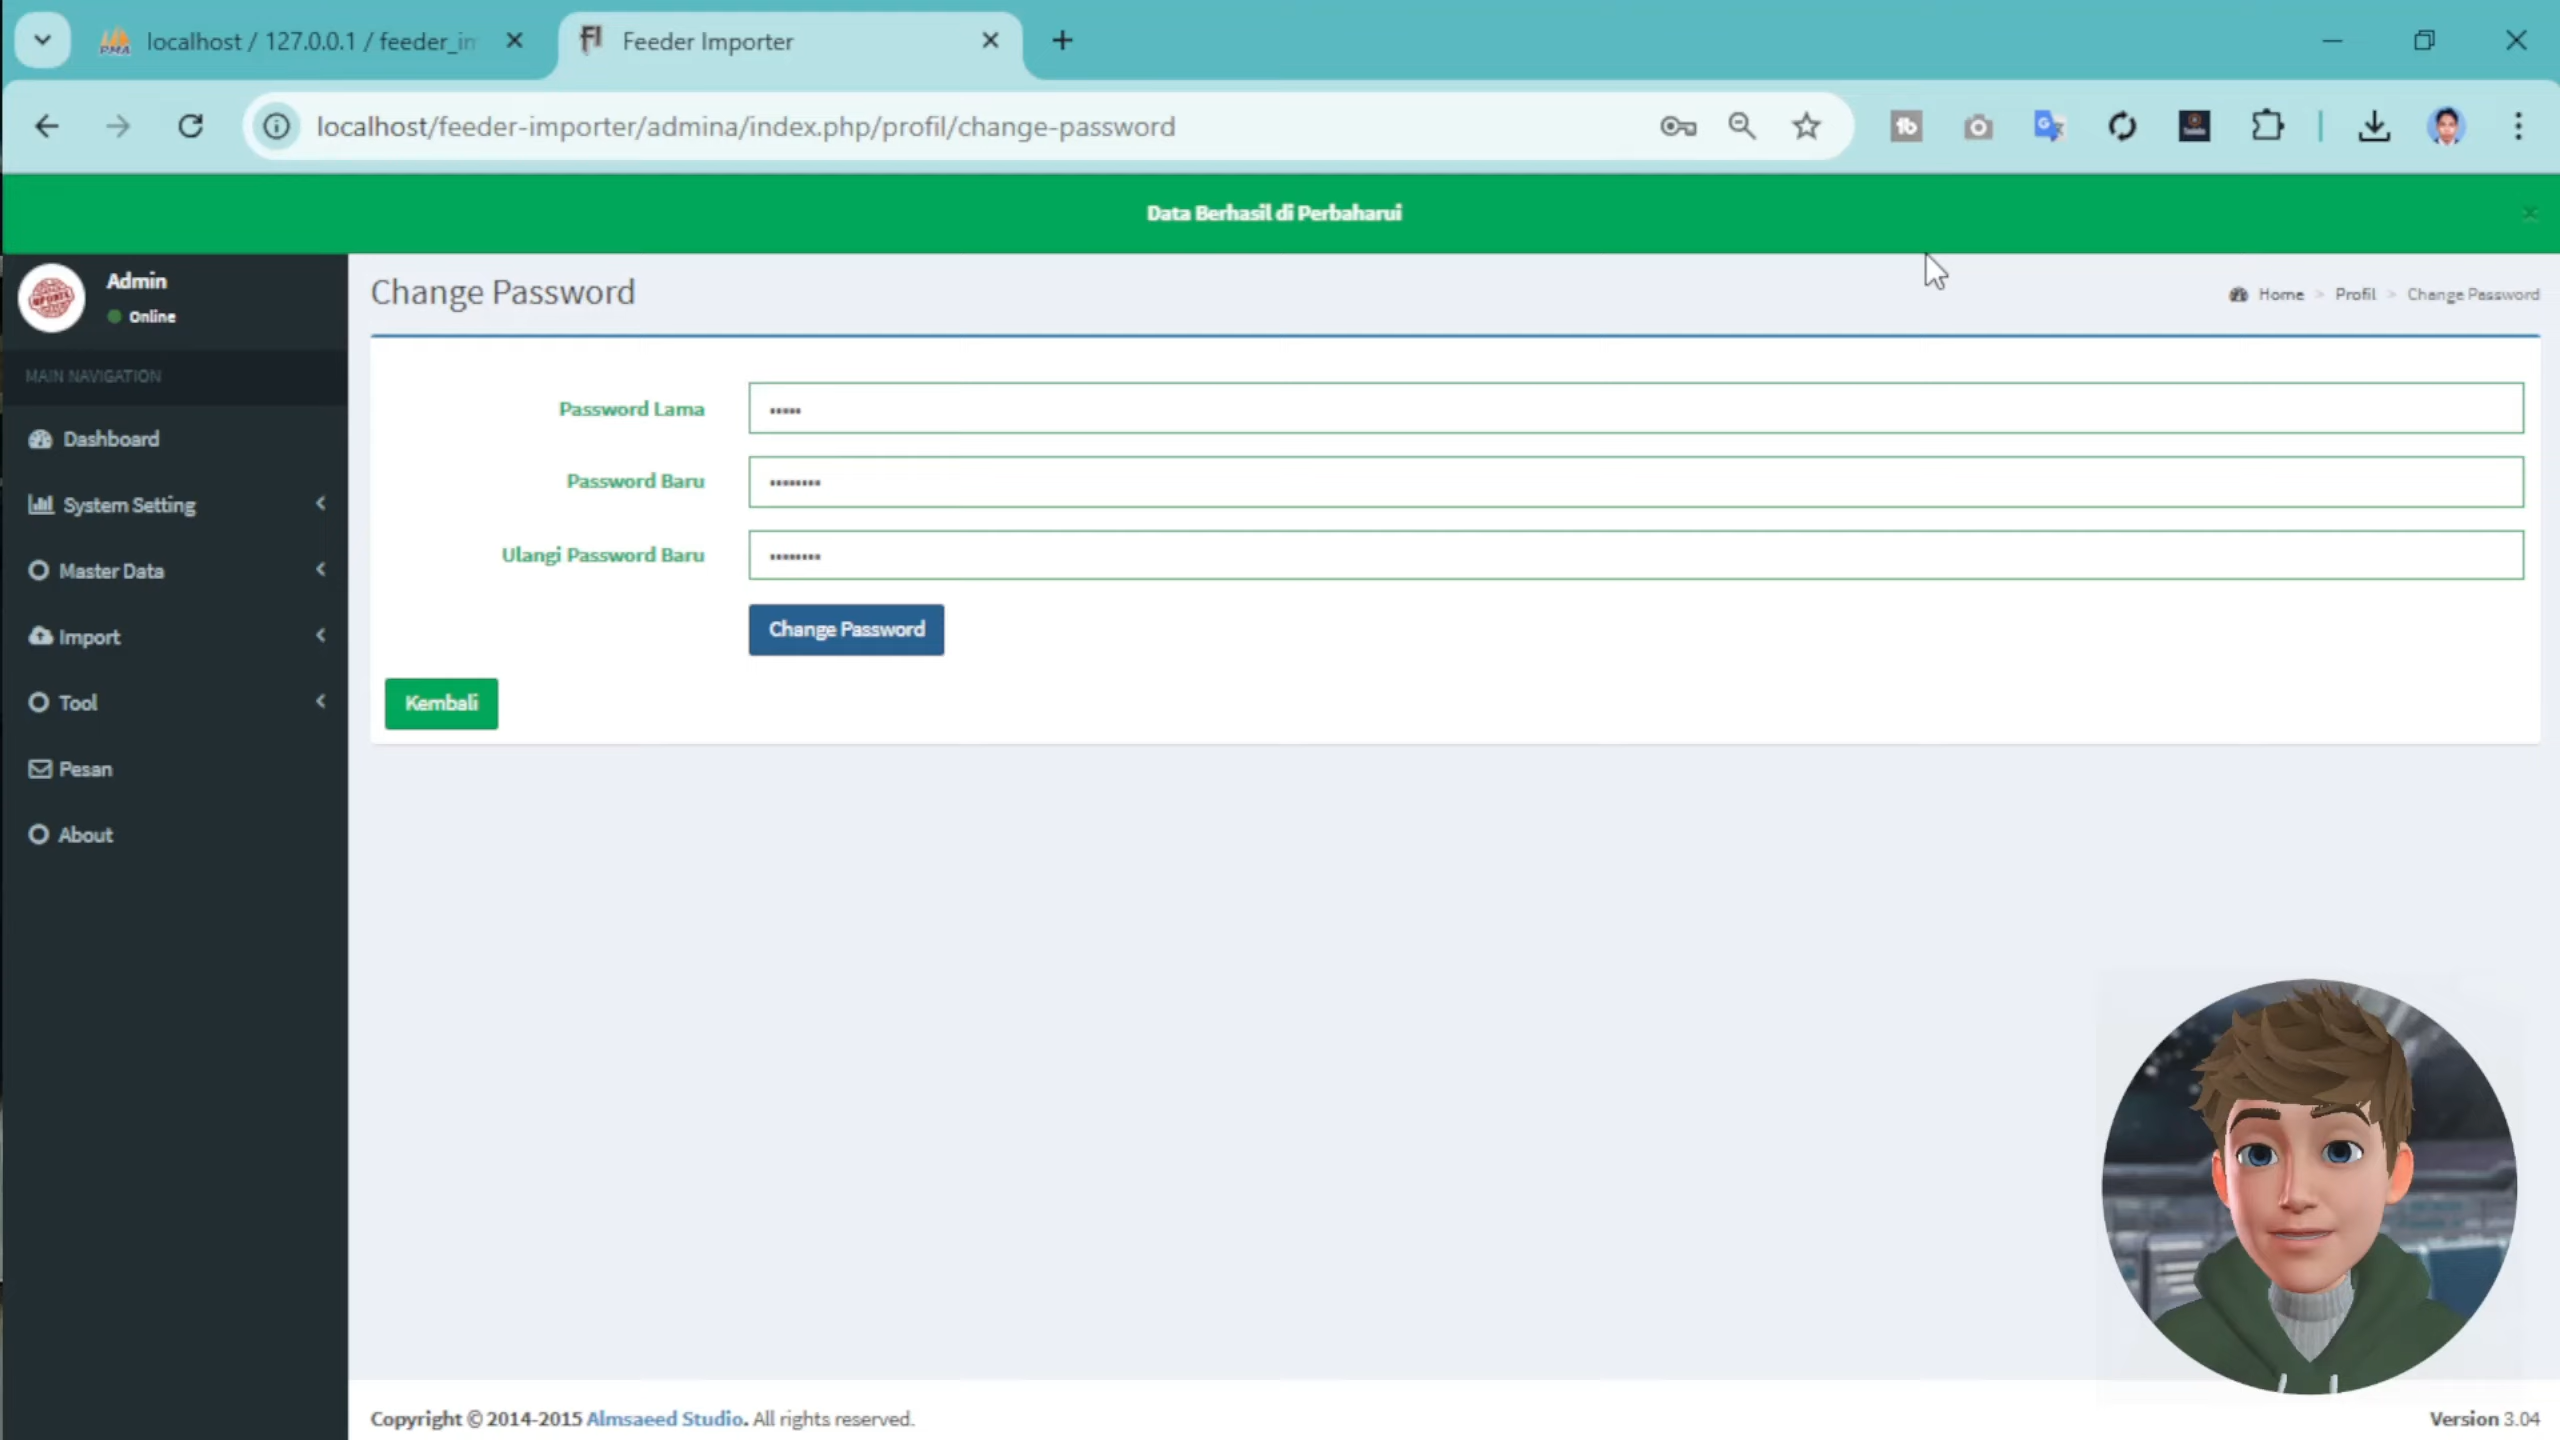 localhost / 127.0.0.1 / feeder_im
Feeder Importer
localhost/feeder-importer/admina/index.php/profil/change-password
Data Berhasil di Perbaharui
Admin
Online
MAIN NAVIGATION
Dashboard
System Setting
Master Data
Import
Tool
Pesan
About
Change Password
Home > Profil > Change Password
Password Lama
Password Baru
Ulangi Password Baru
Change Password
Kembali
Copyright © 2014-2015 Almsaeed Studio. All rights reserved.
Version 3.04